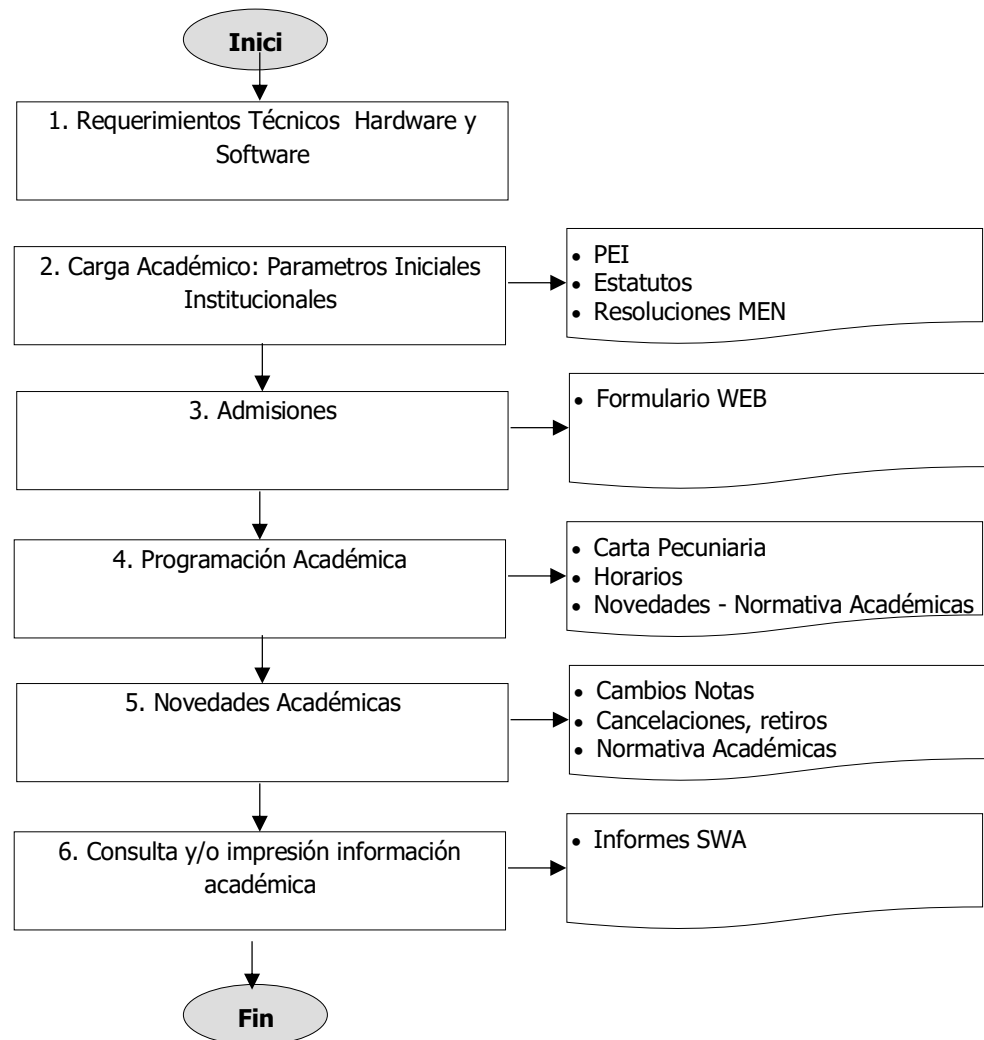 Inici
1. Requerimientos Técnicos Hardware y
Software
2. Carga Académico: Parametros Iniciales
Institucionales
• PEI
• Estatutos
• Resoluciones MEN
3. Admisiones
• Formulario WEB
4. Programación Académica
• Carta Pecuniaria
• Horarios
• Novedades - Normativa Académicas
5. Novedades Académicas
• Cambios Notas
• Cancelaciones, retiros
• Normativa Académicas
6. Consulta y/o impresión información
académica
• Informes SWA
Fin